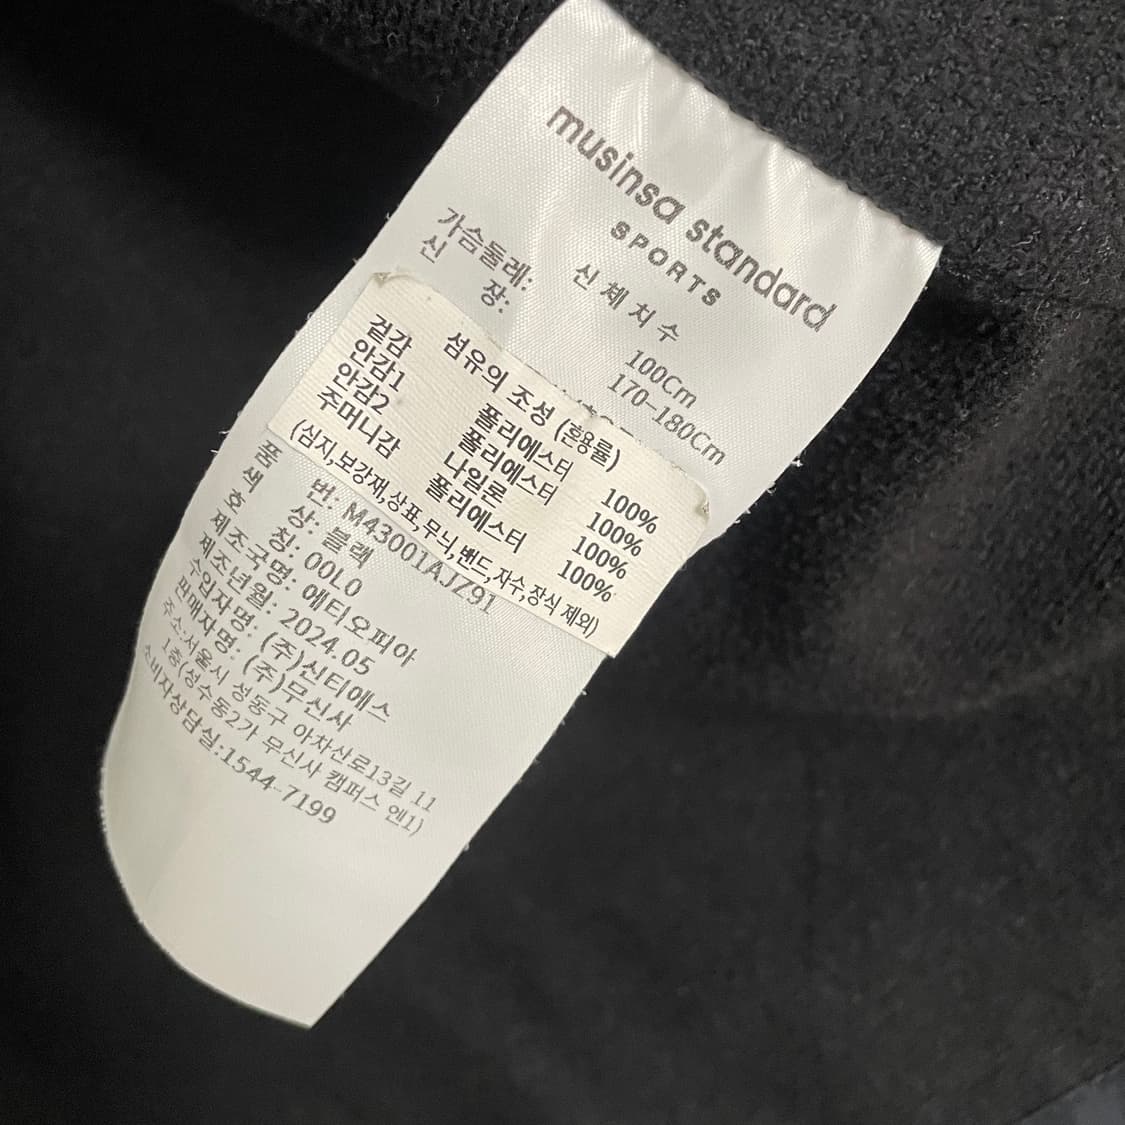 musinsa standard
SPORTS
신체치수
가슴둘레: 100Cm
신 장: 170-180Cm
섬유의 조성 (혼용률)
겉감 폴리에스터 100%
안감1 폴리에스터 100%
안감2 나일론 100%
주머니감 폴리에스터 100%
(심지,보강재,상표,무늬,밴드,자수,장식 제외)
품 번: M43001AJZ91
색 상: 블랙
호 칭: 00L0
제조국명: 에티오피아
제조년월: 2024.05
수입자명: (주)신티에스
판매자명: (주)무신사
주소:서울시 성동구 아차산로13길 11
1층(성수동2가 무신사 캠퍼스 엔1)
소비자상담실:1544-7199